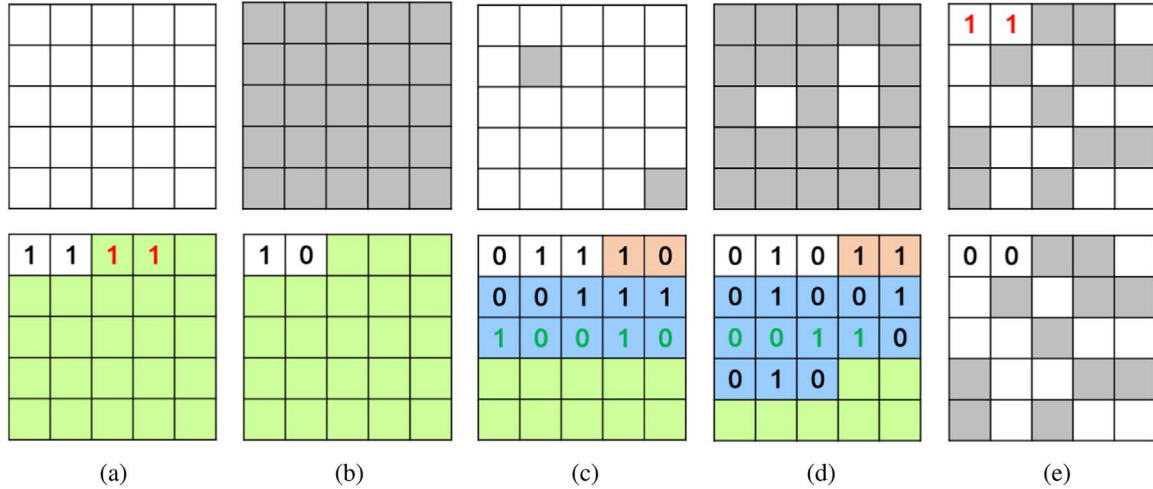 1 1
1 1 1 1
1 0
0 1 1 1 0
0 0 1 1 1
1 0 0 1 0
0 1 0 1 1
0 1 0 0 1
0 0 1 1 0
0 1 0
0 0
(a) (b) (c) (d) (e)